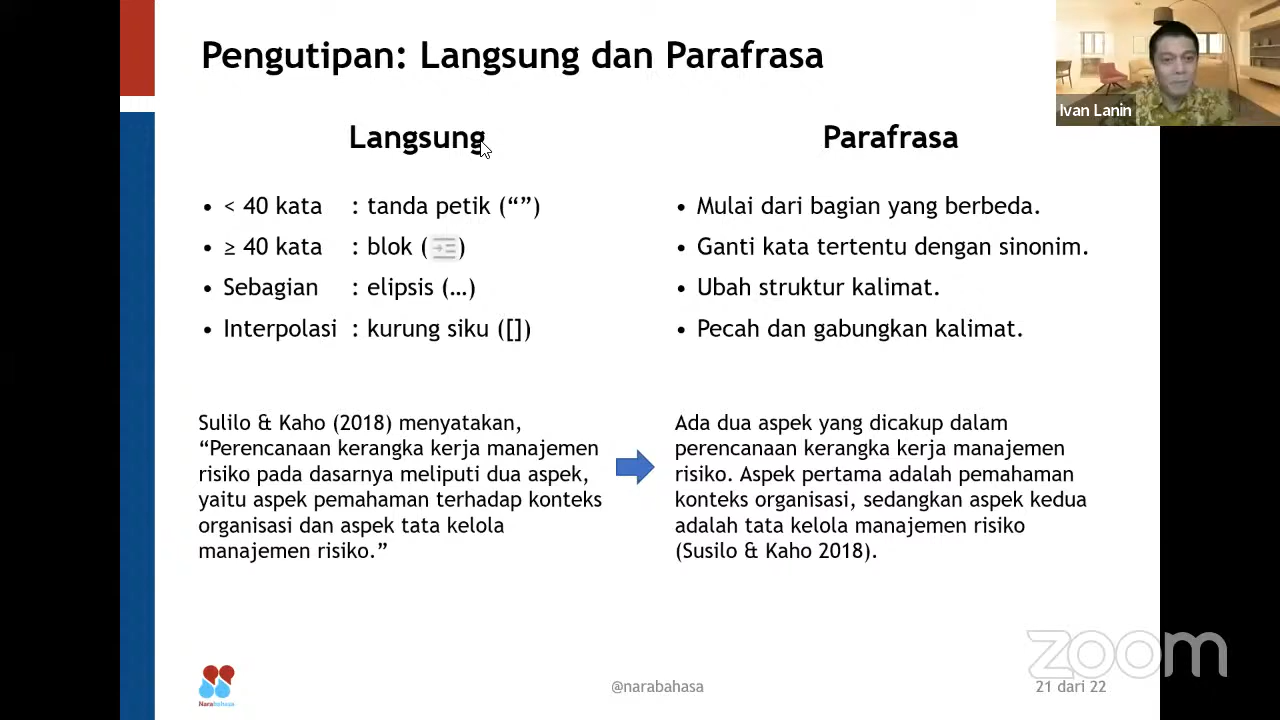 Pengutipan: Langsung dan Parafrasa
Ivan Lanin
Langsung
• < 40 kata : tanda petik (“”)
• ≥ 40 kata : blok ()
• Sebagian : elipsis (…)
• Interpolasi : kurung siku ([])
Sulilo & Kaho (2018) menyatakan,
“Perencanaan kerangka kerja manajemen
risiko pada dasarnya meliputi dua aspek,
yaitu aspek pemahaman terhadap konteks
organisasi dan aspek tata kelola
manajemen risiko.”
Parafrasa
• Mulai dari bagian yang berbeda.
• Ganti kata tertentu dengan sinonim.
• Ubah struktur kalimat.
• Pecah dan gabungkan kalimat.
Ada dua aspek yang dicakup dalam
perencanaan kerangka kerja manajemen
risiko. Aspek pertama adalah pemahaman
konteks organisasi, sedangkan aspek kedua
adalah tata kelola manajemen risiko
(Susilo & Kaho 2018).
Narabahasa
@narabahasa
21 dari 22
zoom